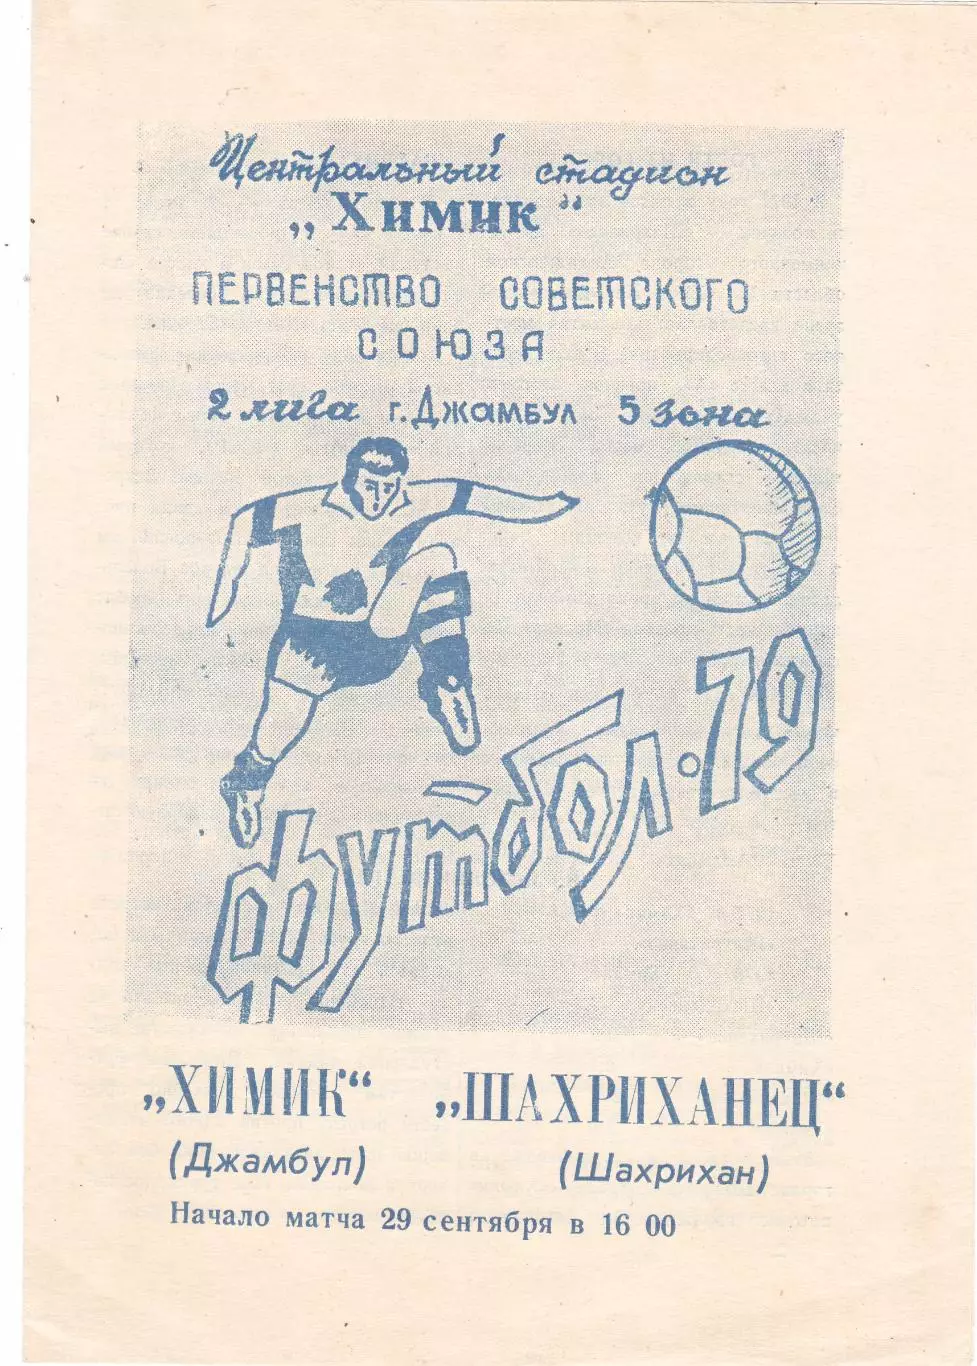 Центральный стадион
„Химик“
ПЕРВЕНСТВО СОВЕТСКОГО
СОЮЗА
2 лига г. Джамбул 5 зона
футбол·79
„ХИМИК“ „ШАХРИХАНЕЦ“
(Джамбул) (Шахрихан)
Начало матча 29 сентября в 16 00